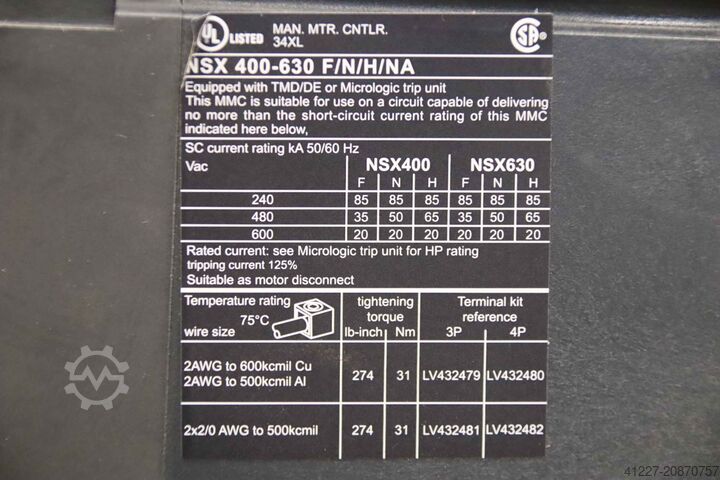 UL LISTED
MAN. MTR. CNTLR.
34XL
SA
NSX 400-630 F/N/H/NA
Equipped with TMD/DE or Micrologic trip unit
This MMC is suitable for use on a circuit capable of delivering
no more than the short-circuit current rating of this MMC
indicated here below,
SC current rating kA 50/60 Hz
Vac NSX400 NSX630
F N H F N H
240 85 85 85 85 85 85
480 35 50 65 35 50 65
600 20 20 20 20 20 20
Rated current: see Micrologic trip unit for HP rating
tripping current 125%
Suitable as motor disconnect
Temperature rating 75°C wire size
tightening torque
lb-inch Nm
Terminal kit reference
3P 4P
2AWG to 600kcmil Cu
2AWG to 500kcmil Al
274 31 LV432479 LV432480
2x2/0 AWG to 500kcmil 274 31 LV432481 LV432482
41227-20870757